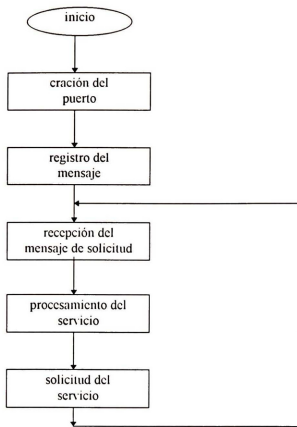 inicio
cración del
puerto
registro del
mensaje
recepción del
mensaje de solicitud
procesamiento del
servicio
solicitud del
servicio